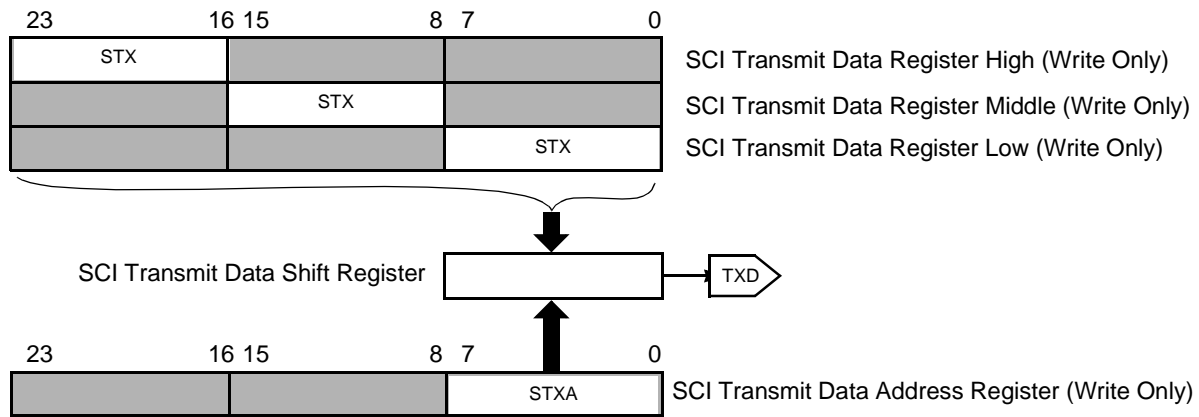 23 16 15 8 7 0
STX SCI Transmit Data Register High (Write Only)
STX SCI Transmit Data Register Middle (Write Only)
STX SCI Transmit Data Register Low (Write Only)
SCI Transmit Data Shift Register TXD
23 16 15 8 7 0
STXA SCI Transmit Data Address Register (Write Only)